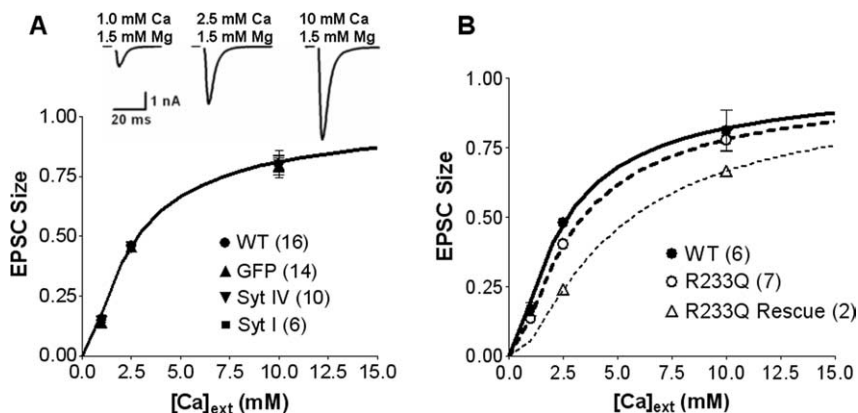 A
1.0 mM Ca 2.5 mM Ca 10 mM Ca
1.5 mM Mg 1.5 mM Mg 1.5 mM Mg
1 nA
20 ms
1.00
0.75
0.50
0.25
0.00
EPSC Size
WT (16)
GFP (14)
Syt IV (10)
Syt I (6)
0.0 2.5 5.0 7.5 10.0 12.5 15.0
[Ca]ext (mM)
B
1.00
0.75
0.50
0.25
0.00
EPSC Size
WT (6)
R233Q (7)
R233Q Rescue (2)
0.0 2.5 5.0 7.5 10.0 12.5 15.0
[Ca]ext (mM)